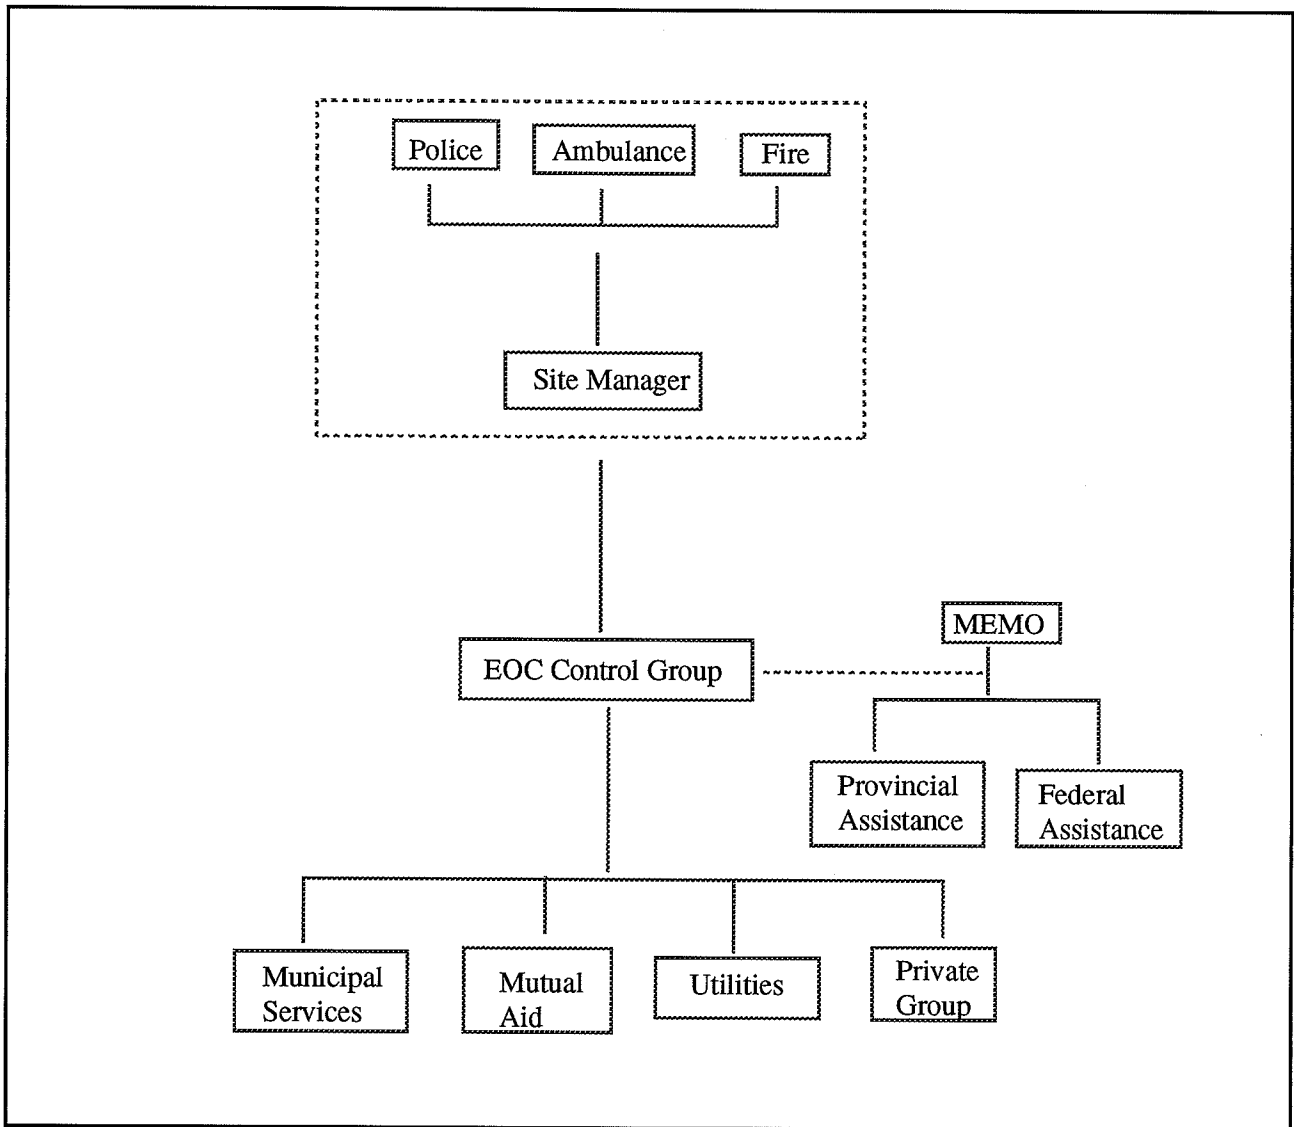 Police
Ambulance
Fire
Site Manager
MEMO
EOC Control Group
Provincial
Assistance
Federal
Assistance
Municipal
Services
Mutual
Aid
Utilities
Private
Group